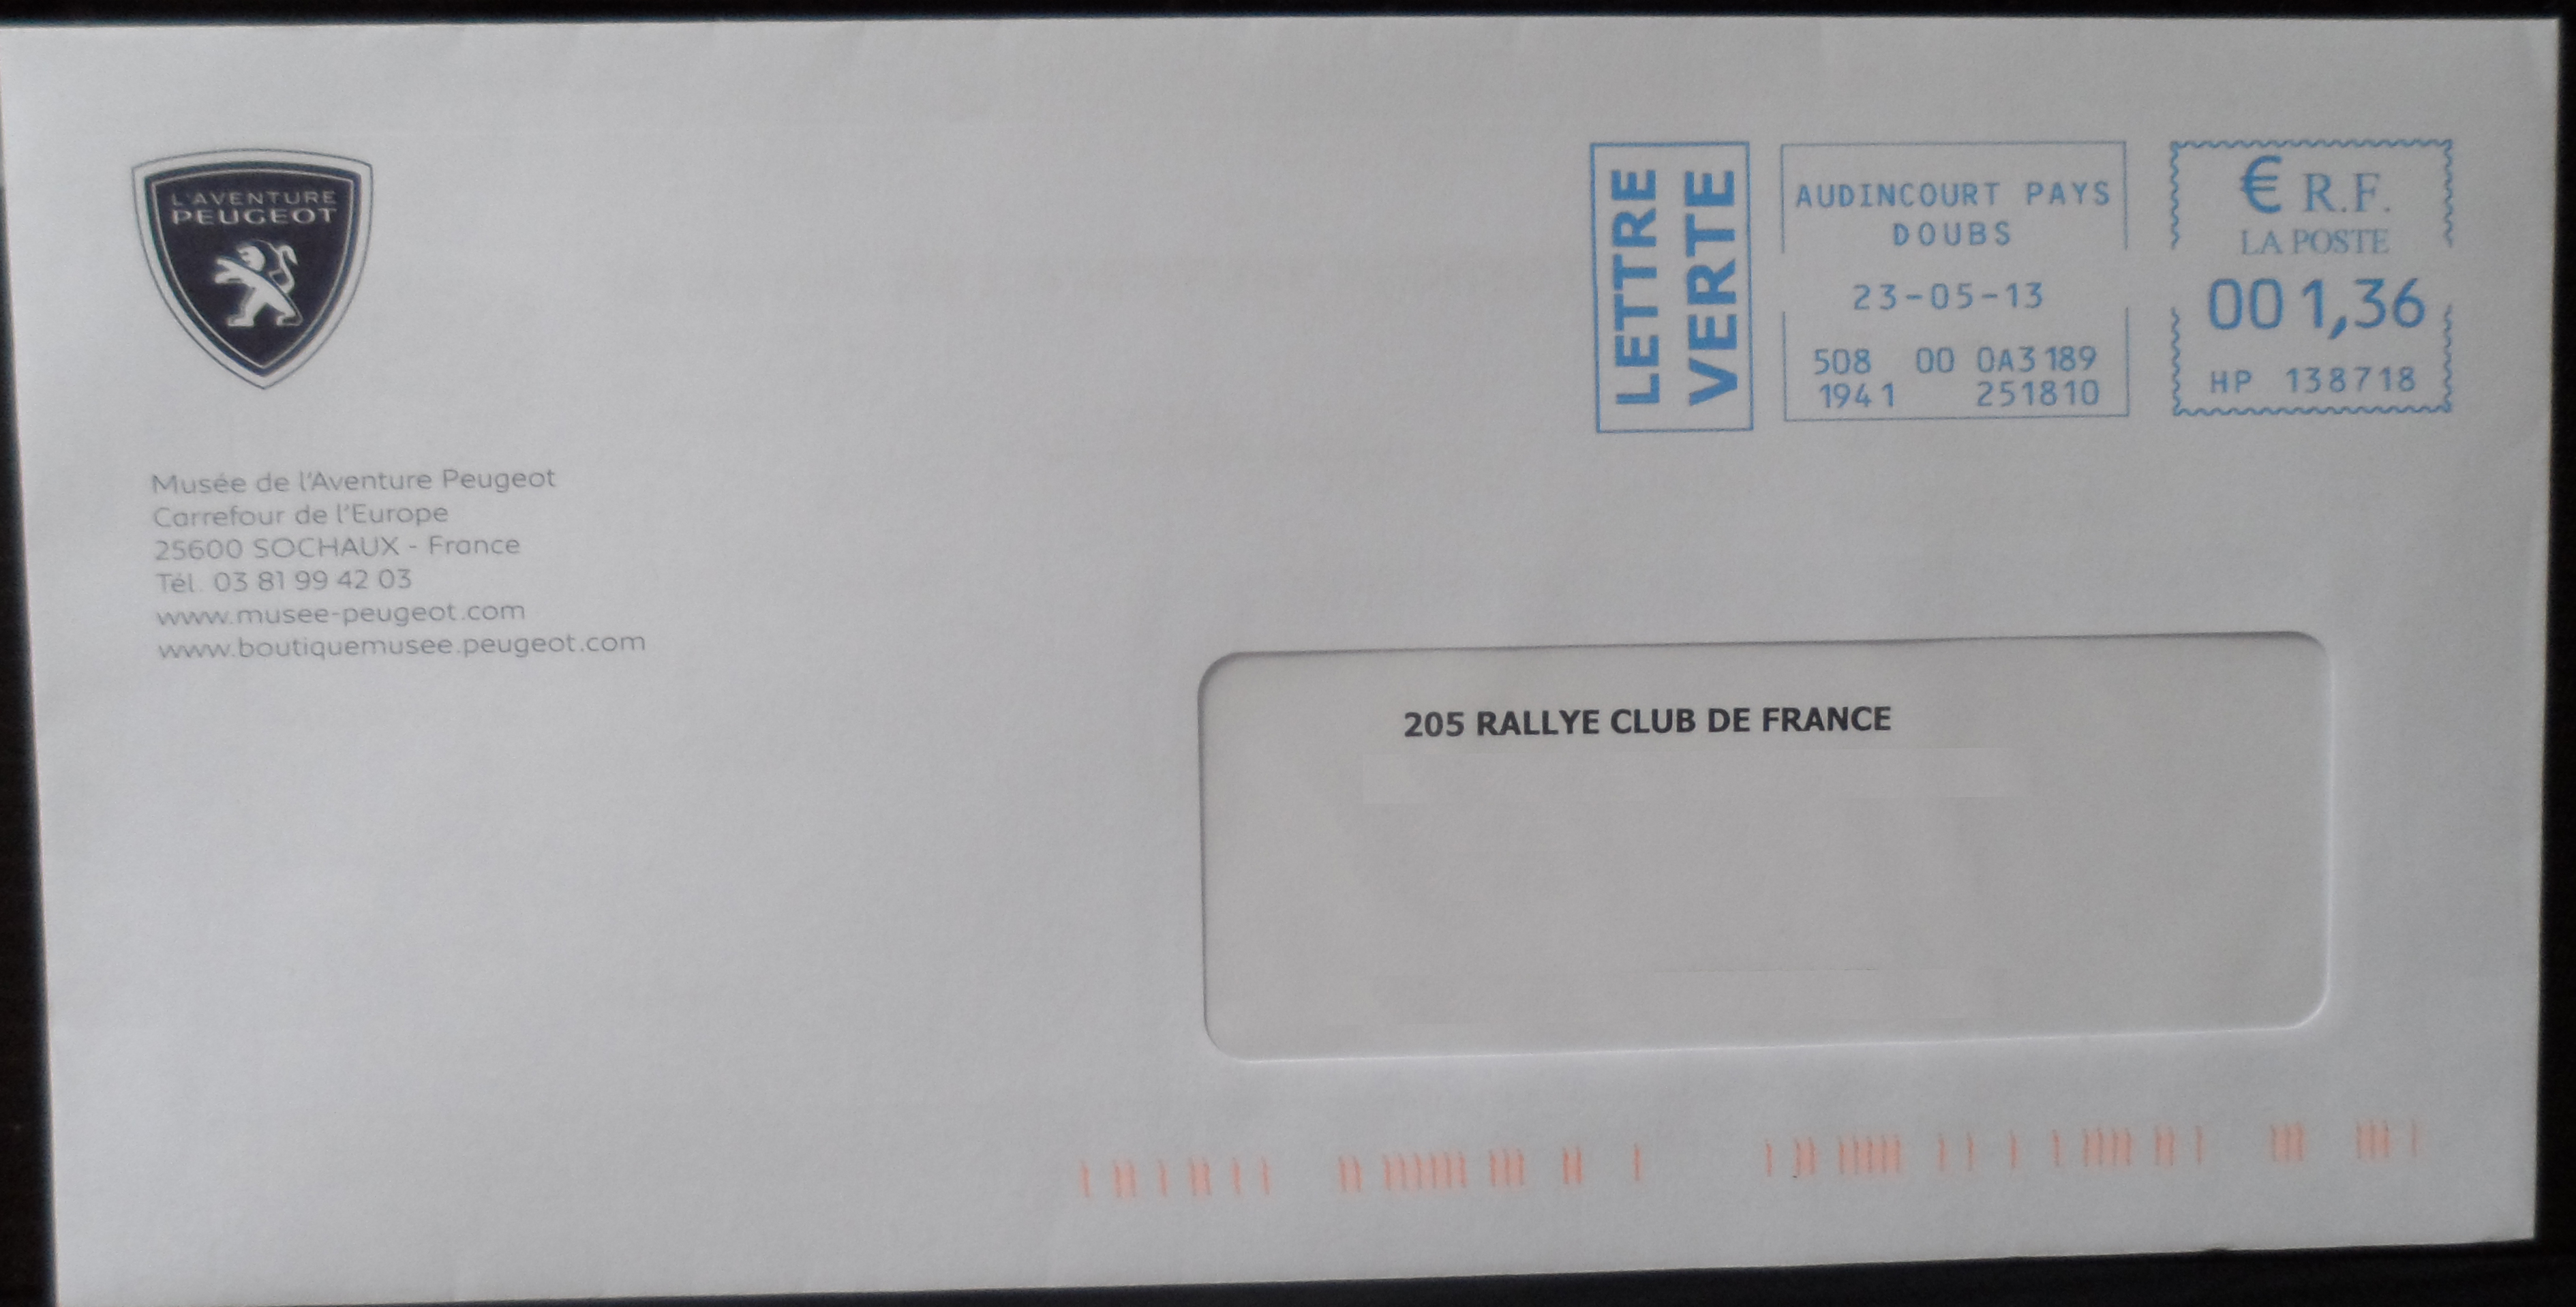 L'AVENTURE
PEUGEOT
Musée de l'Aventure Peugeot
Carrefour de l'Europe
25600 SOCHAUX - France
Tél. 03 81 99 42 03
www.musee-peugeot.com
www.boutiquemusee.peugeot.com
LETTRE
VERTE
AUDINCOURT PAYS
DOUBS
23-05-13
508 00 0A3189
1941 251810
€ R.F.
LA POSTE
001,36
HP 138718
205 RALLYE CLUB DE FRANCE